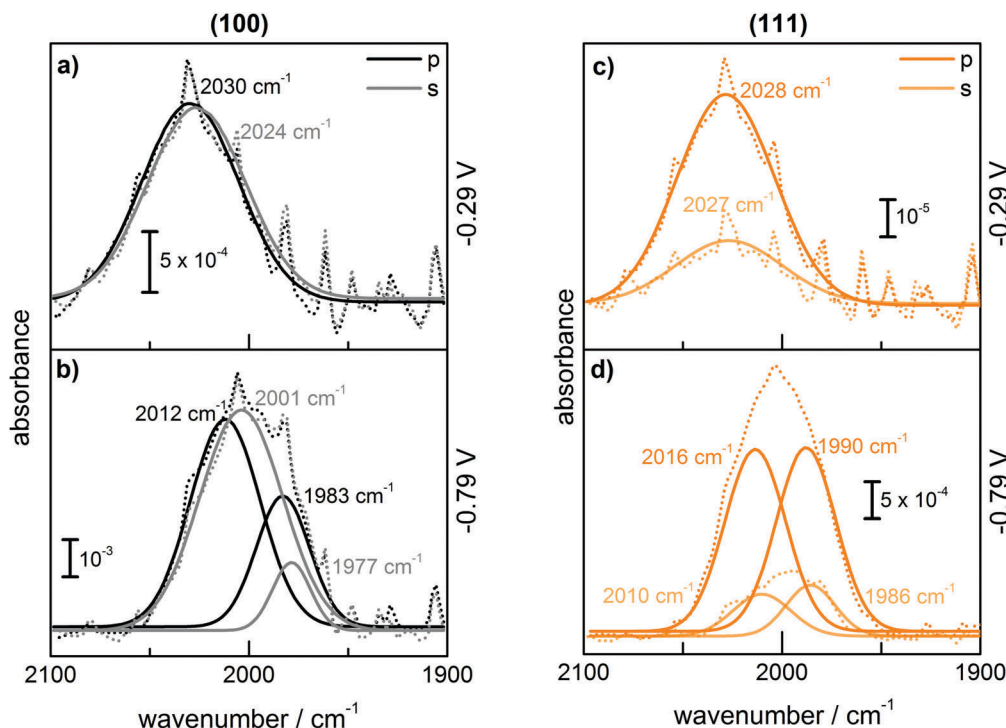 (100)
(111)
a)
p
s
2030 cm⁻¹
2024 cm⁻¹
5 x 10⁻⁴
-0.29 V
c)
p
s
2028 cm⁻¹
2027 cm⁻¹
10⁻⁵
-0.29 V
absorbance
absorbance
b)
2012 cm⁻¹
2001 cm⁻¹
1983 cm⁻¹
1977 cm⁻¹
10⁻³
-0.79 V
d)
2016 cm⁻¹
1990 cm⁻¹
5 x 10⁻⁴
2010 cm⁻¹
1986 cm⁻¹
-0.79 V
2100 2000 1900
2100 2000 1900
wavenumber / cm⁻¹
wavenumber / cm⁻¹